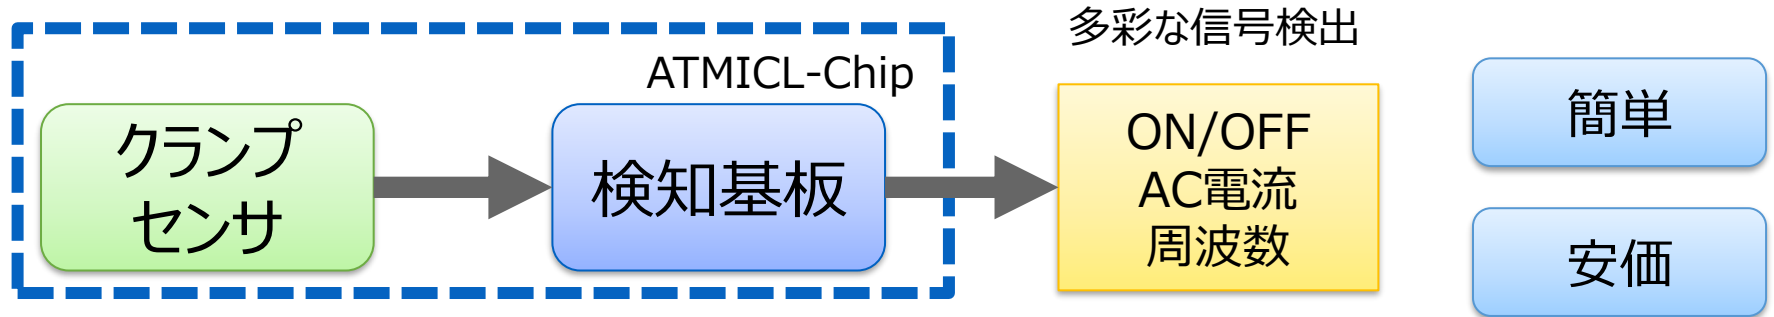 多彩な信号検出
ATMICL-Chip
クランプ
センサ
検知基板
ON/OFF
AC電流
周波数
簡単
安価